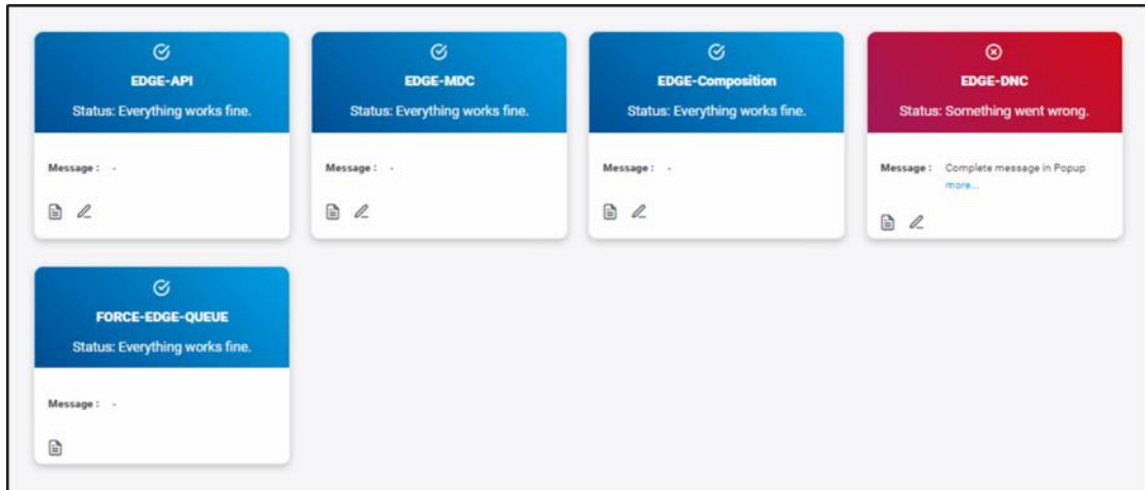 EDGE-API
Status: Everything works fine.
Message : -
EDGE-MDC
Status: Everything works fine.
Message : -
EDGE-Composition
Status: Everything works fine.
Message : -
EDGE-DNC
Status: Something went wrong.
Message : Complete message in Popup
more...
FORCE-EDGE-QUEUE
Status: Everything works fine.
Message : -